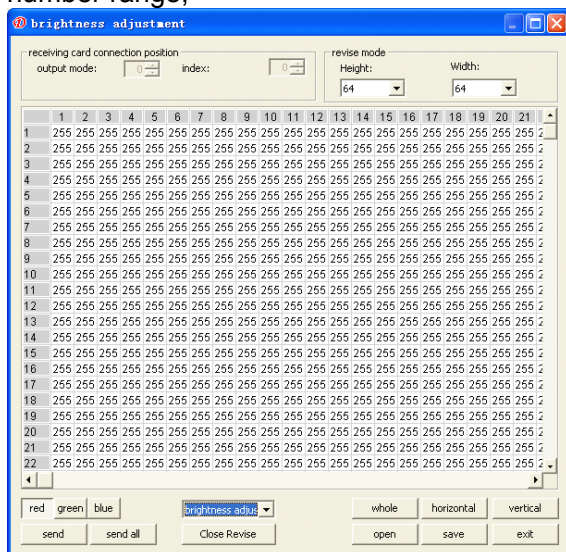 number range;
brightness adjustment
receiving card connection position
revise mode
output mode: 0 index: 0 Height: Width:
64 64
1 2 3 4 5 6 7 8 9 10 11 12 13 14 15 16 17 18 19 20 21
1 255 255 255 255 255 255 255 255 255 255 255 255 255 255 255 255 255 255 255 255 255 2
2 255 255 255 255 255 255 255 255 255 255 255 255 255 255 255 255 255 255 255 255 255 2
3 255 255 255 255 255 255 255 255 255 255 255 255 255 255 255 255 255 255 255 255 255 2
4 255 255 255 255 255 255 255 255 255 255 255 255 255 255 255 255 255 255 255 255 255 2
5 255 255 255 255 255 255 255 255 255 255 255 255 255 255 255 255 255 255 255 255 255 2
6 255 255 255 255 255 255 255 255 255 255 255 255 255 255 255 255 255 255 255 255 255 2
7 255 255 255 255 255 255 255 255 255 255 255 255 255 255 255 255 255 255 255 255 255 2
8 255 255 255 255 255 255 255 255 255 255 255 255 255 255 255 255 255 255 255 255 255 2
9 255 255 255 255 255 255 255 255 255 255 255 255 255 255 255 255 255 255 255 255 255 2
10 255 255 255 255 255 255 255 255 255 255 255 255 255 255 255 255 255 255 255 255 255 2
11 255 255 255 255 255 255 255 255 255 255 255 255 255 255 255 255 255 255 255 255 255 2
12 255 255 255 255 255 255 255 255 255 255 255 255 255 255 255 255 255 255 255 255 255 2
13 255 255 255 255 255 255 255 255 255 255 255 255 255 255 255 255 255 255 255 255 255 2
14 255 255 255 255 255 255 255 255 255 255 255 255 255 255 255 255 255 255 255 255 255 2
15 255 255 255 255 255 255 255 255 255 255 255 255 255 255 255 255 255 255 255 255 255 2
16 255 255 255 255 255 255 255 255 255 255 255 255 255 255 255 255 255 255 255 255 255 2
17 255 255 255 255 255 255 255 255 255 255 255 255 255 255 255 255 255 255 255 255 255 2
18 255 255 255 255 255 255 255 255 255 255 255 255 255 255 255 255 255 255 255 255 255 2
19 255 255 255 255 255 255 255 255 255 255 255 255 255 255 255 255 255 255 255 255 255 2
20 255 255 255 255 255 255 255 255 255 255 255 255 255 255 255 255 255 255 255 255 255 2
21 255 255 255 255 255 255 255 255 255 255 255 255 255 255 255 255 255 255 255 255 255 2
22 255 255 255 255 255 255 255 255 255 255 255 255 255 255 255 255 255 255 255 255 255 2
red green blue brightness adjus whole horizontal vertical
send send all Close Revise open save exit